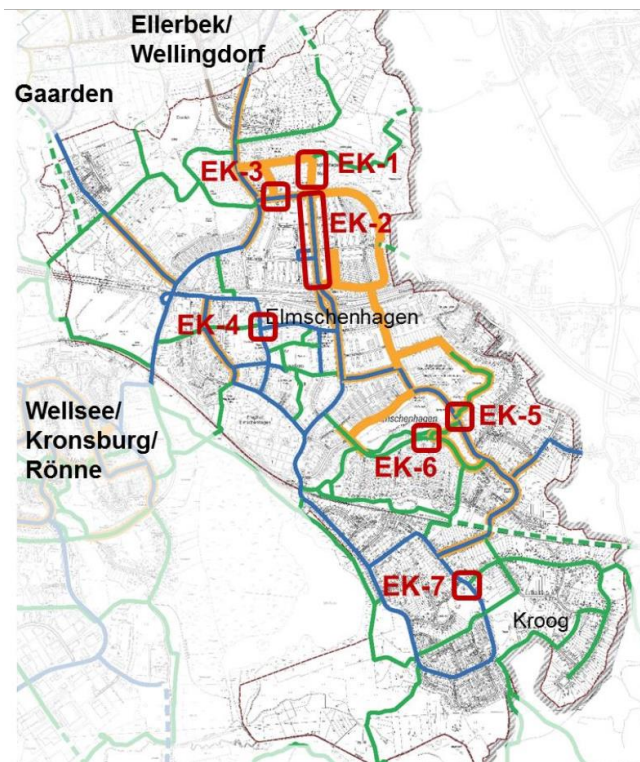 Ellerbek/
Wellingdorf
Gaarden
EK-1
EK-3
EK-2
Elmschenhagen
EK-4
Wellsee/
Kronsburg/
Rönne
EK-5
EK-6
EK-7
Kroog